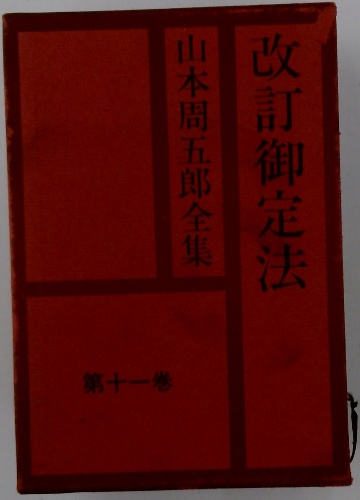 改訂御定法
山本周五郎全集
第十一巻